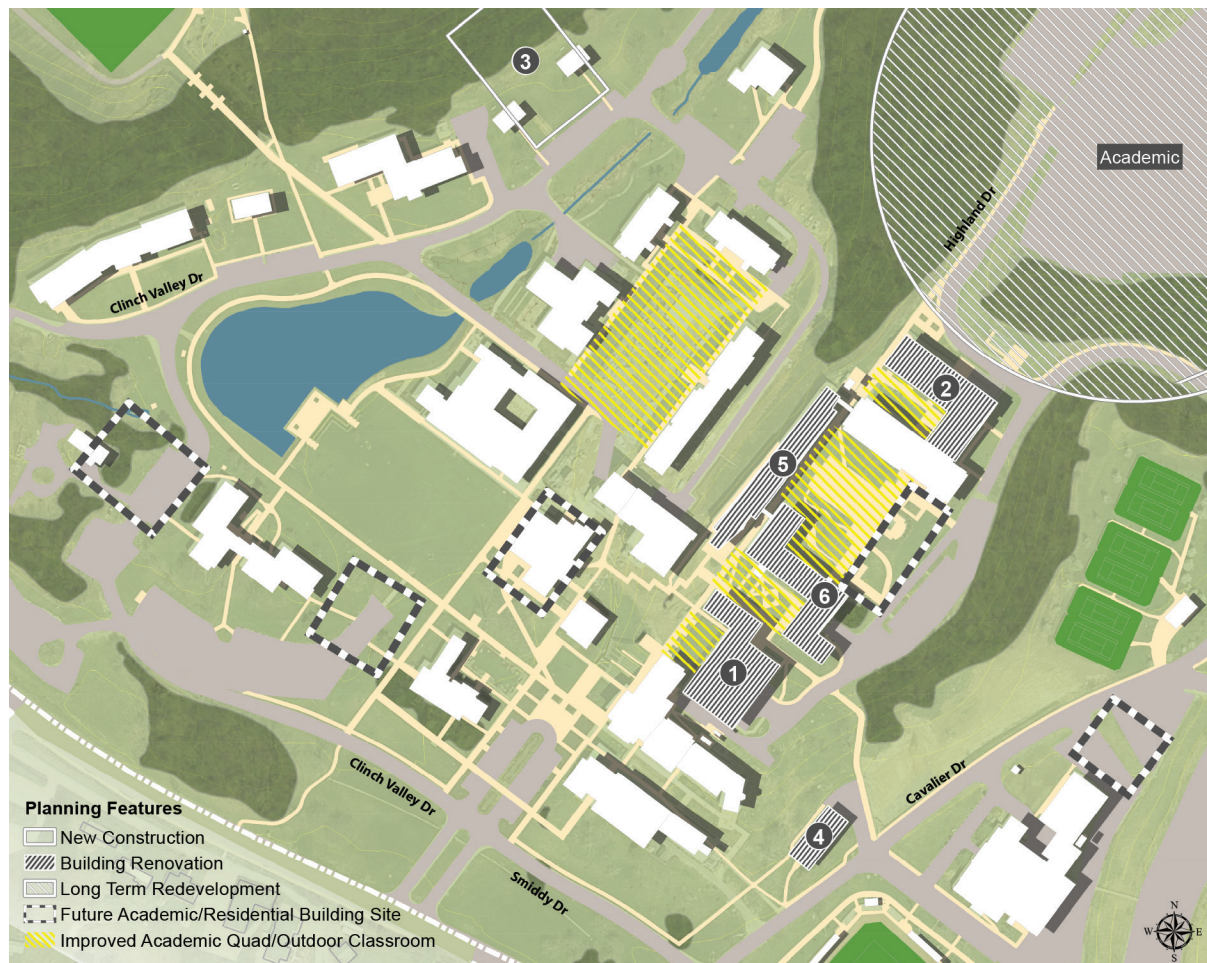 3
Academic
Highland Dr
Clinch Valley Dr
2
5
6
1
Clinch Valley Dr
Cavalier Dr
4
Smiddy Dr
Planning Features
New Construction
Building Renovation
Long Term Redevelopment
Future Academic/Residential Building Site
Improved Academic Quad/Outdoor Classroom
N
W E
S